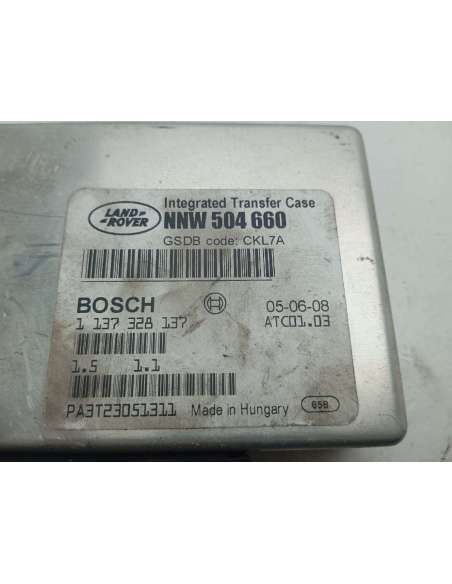 LAND-
ROVER
Integrated Transfer Case
NNW 504 660
GSDB code: CKL7A
BOSCH
05-06-08
1 137 328 137
ATC01.03
1.5 1.1
PA3T23051311
Made in Hungary
65B